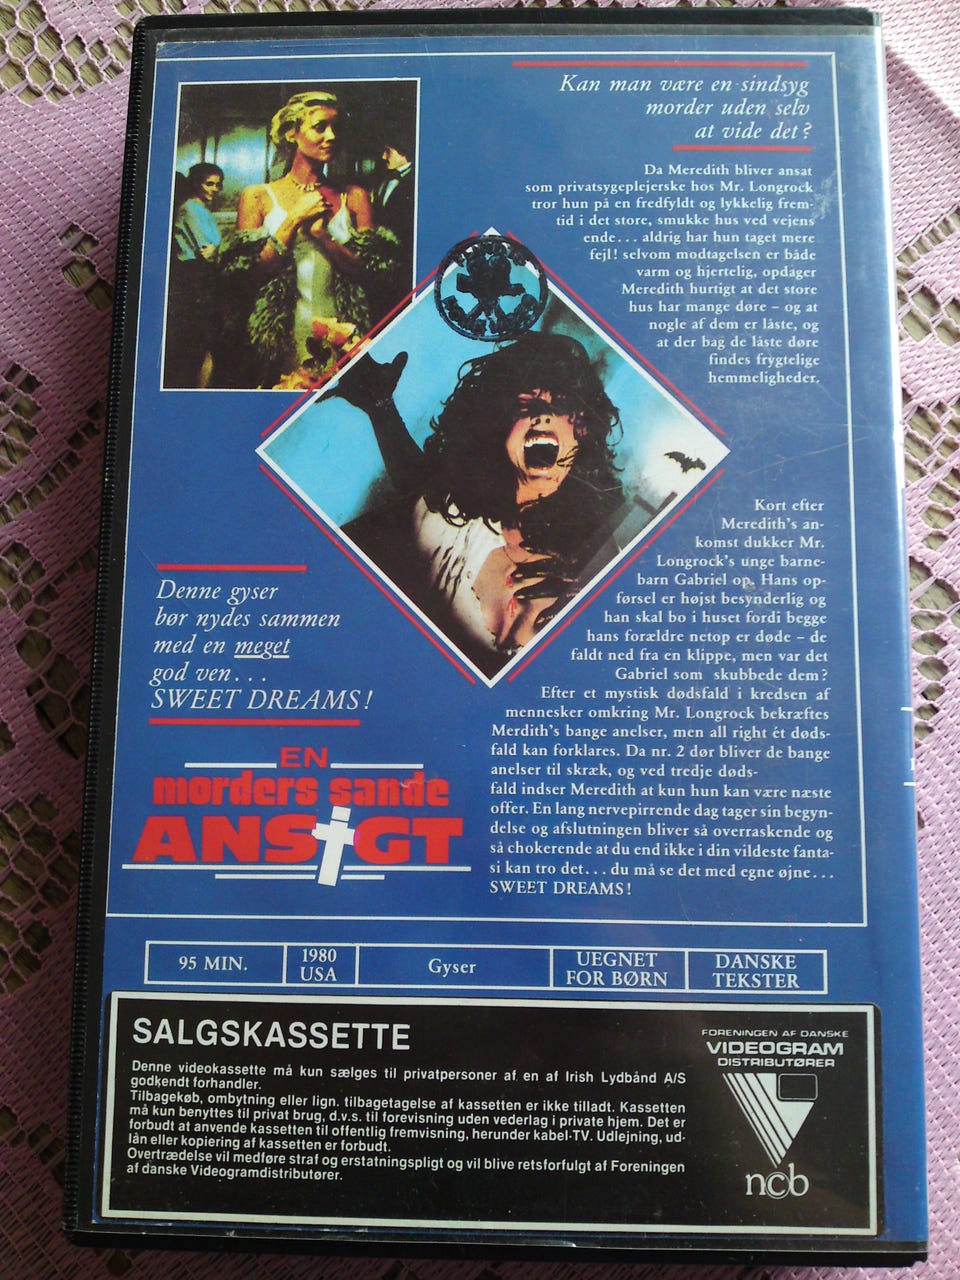 Kan man være en sindsyg
morder uden selv
at vide det?
Da Meredith bliver ansat
som privatsygeplejerske hos Mr. Longrock
tror hun på en fredfyldt og lykkelig frem-
tid i det store, smukke hus ved vejens
ende... aldrig har hun taget mere
fejl! selvom modtagelsen er både
varm og hjertelig, opdager
Meredith hurtigt at det store
hus har mange døre – og at
nogle af dem er låste, og
at der bag de låste døre
findes frygtelige
hemmeligheder.
Kort efter
Meredith's an-
komst dukker Mr.
Longrock's unge barne-
barn Gabriel op. Hans op-
førsel er højst besynderlig og
han skal bo i huset fordi begge
hans forældre netop er døde – de
faldt ned fra en klippe, men var det
Gabriel som skubbede dem?
Efter et mystisk dødsfald i kredsen af
mennesker omkring Mr. Longrock bekræftes
Merdith's bange anelser, men all right ét døds-
fald kan forklares. Da nr. 2 dør bliver de bange
anelser til skræk, og ved tredje døds-
fald indser Meredith at kun hun kan være næste
offer. En lang nervepirrende dag tager sin begyn-
delse og afslutningen bliver så overraskende og
så chokerende at du end ikke i din vildeste fanta-
si kan tro det... du må se det med egne øjne...
SWEET DREAMS!
Denne gyser
bør nydes sammen
med en meget
god ven...
SWEET DREAMS!
EN
morders sande
ANSIGT
95 MIN.
1980
USA
Gyser
UEGNET
FOR BØRN
DANSKE
TEKSTER
SALGSKASSETTE
Denne videokassette må kun sælges til privatpersoner af en af Irish Lydbånd A/S
godkendt forhandler.
Tilbagekøb, ombytning eller lign. tilbagetagelse af kassetten er ikke tilladt. Kassetten
må kun benyttes til privat brug, d.v.s. til forevisning uden vederlag i private hjem. Det er
forbudt at anvende kassetten til offentlig fremvisning, herunder kabel-TV. Udlejning, ud-
lån eller kopiering af kassetten er forbudt.
Overtrædelse vil medføre straf og erstatningspligt og vil blive retsforfulgt af Foreningen
af danske Videogramdistributører.
FORENINGEN AF DANSKE
VIDEOGRAM
DISTRIBUTØRER
ncb